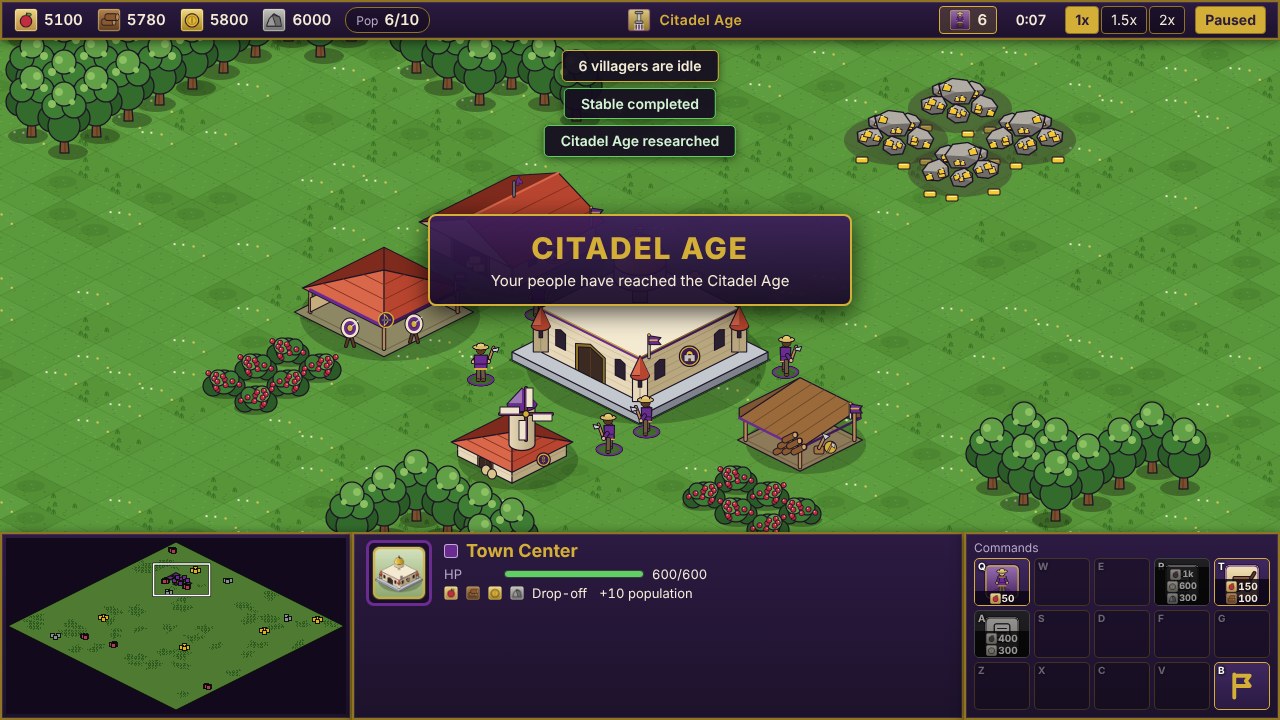 5100 5780 5800 6000 Pop 6/10 Citadel Age 6 0:07 1x 1.5x 2x Paused
6 villagers are idle
Stable completed
Citadel Age researched
CITADEL AGE
Your people have reached the Citadel Age
Town Center
HP 600/600
Drop-off +10 population
Commands
Q W E T
50 1k 600 300 150 100
A S D F G
400 300
Z X C V B